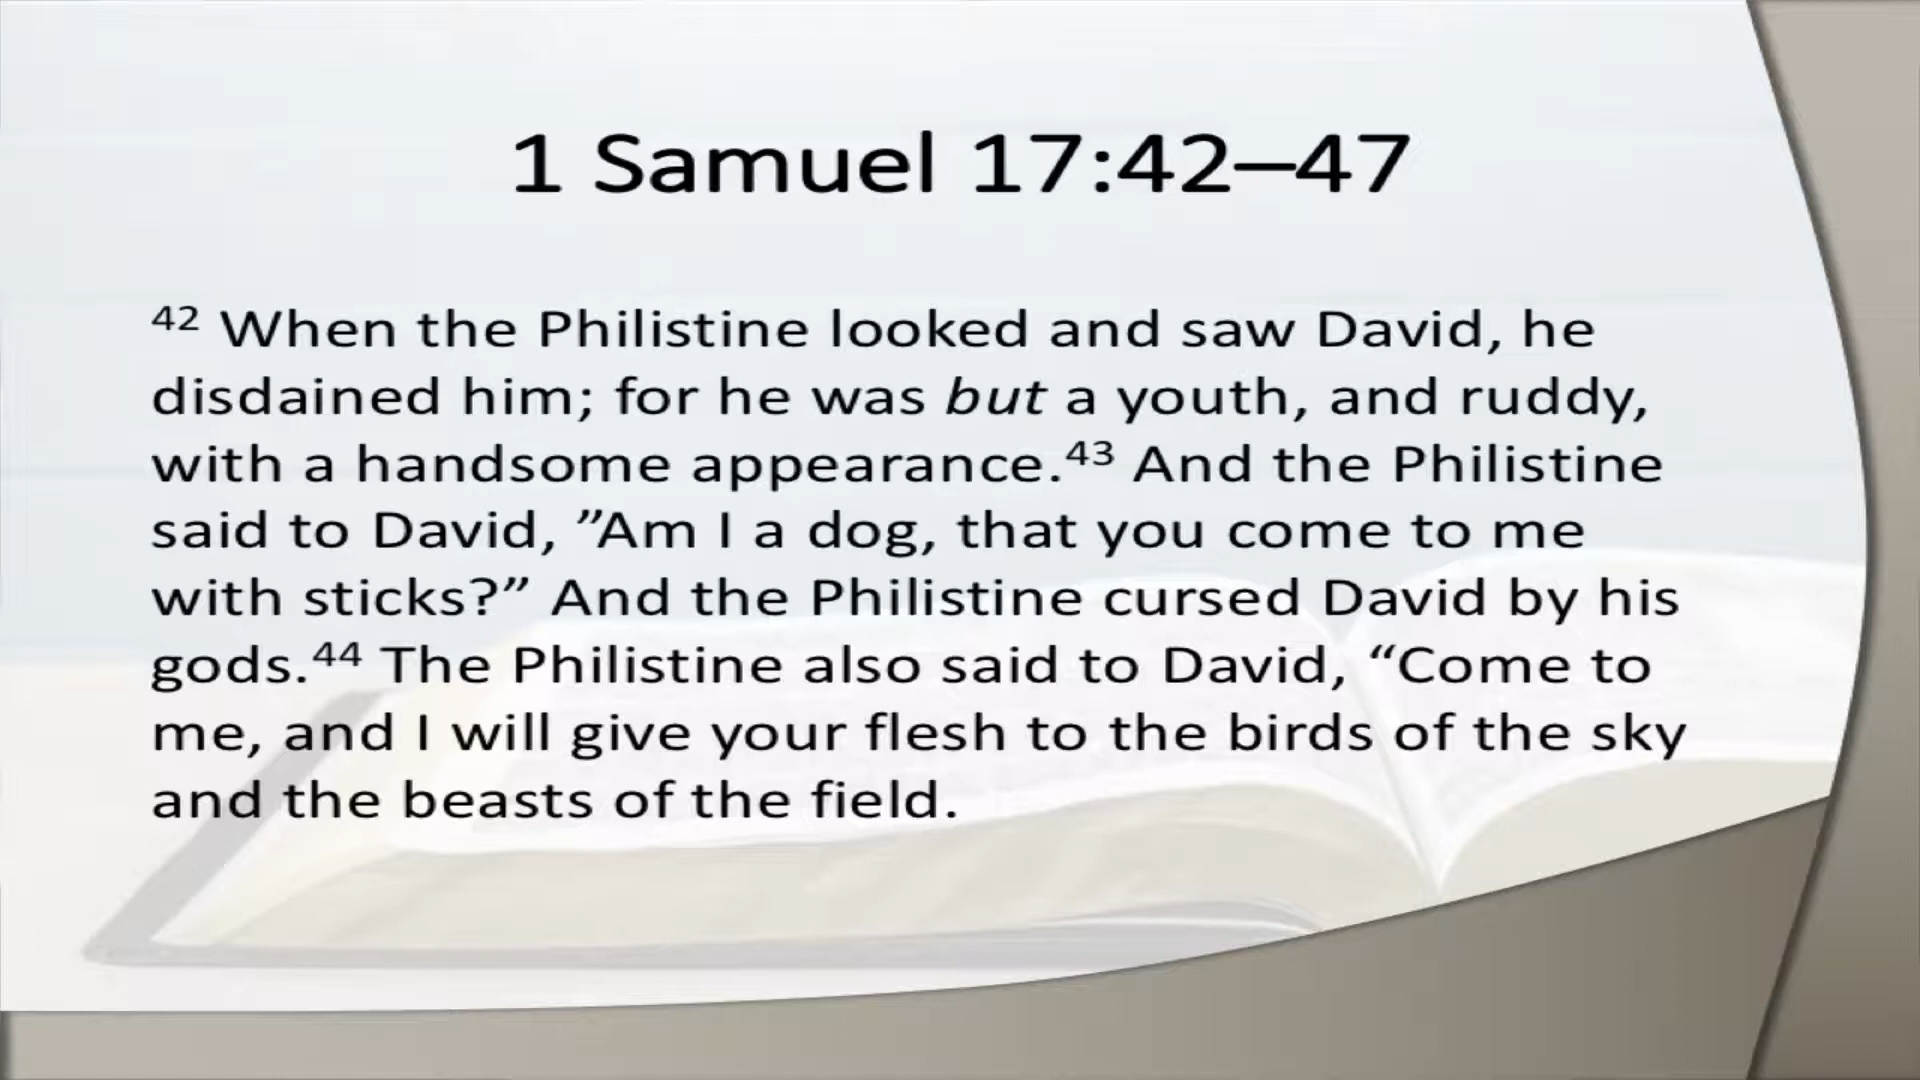 1 Samuel 17:42–47
42 When the Philistine looked and saw David, he
disdained him; for he was but a youth, and ruddy,
with a handsome appearance.43 And the Philistine
said to David, ”Am I a dog, that you come to me
with sticks?” And the Philistine cursed David by his
gods.44 The Philistine also said to David, “Come to
me, and I will give your flesh to the birds of the sky
and the beasts of the field.